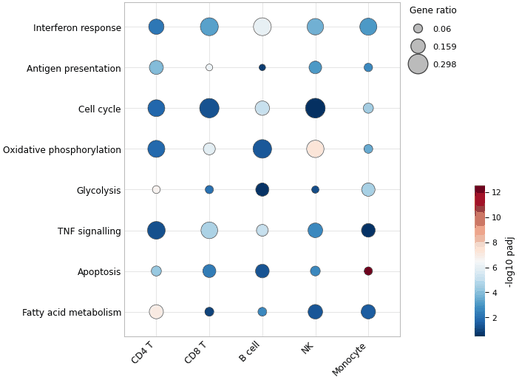 Interferon response
Antigen presentation
Cell cycle
Oxidative phosphorylation
Glycolysis
TNF signalling
Apoptosis
Fatty acid metabolism
CD4 T
CD8 T
B cell
NK
Monocyte
Gene ratio
0.06
0.159
0.298
12
10
8
6
4
2
-log10 padj